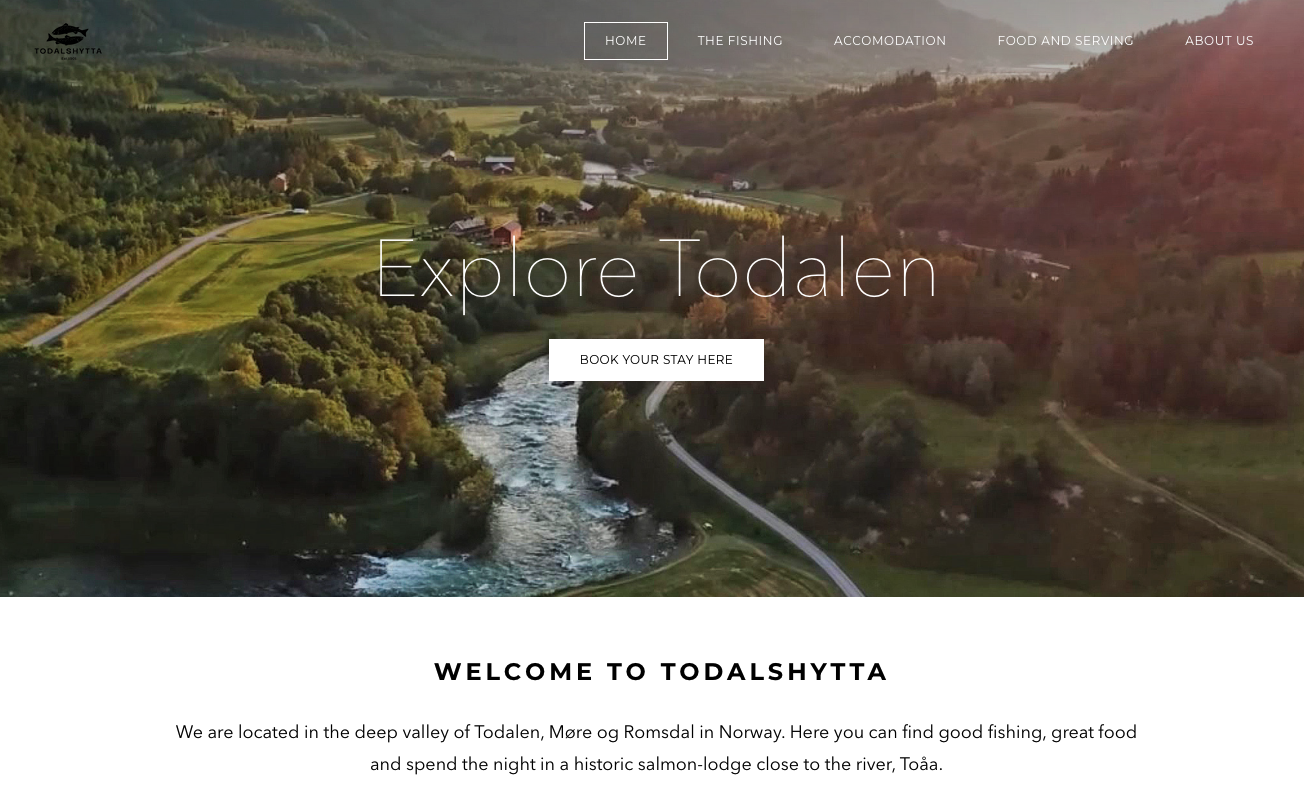 TODALSHYTTA
HOME
THE FISHING
ACCOMODATION
FOOD AND SERVING
ABOUT US
Explore Todalen
BOOK YOUR STAY HERE
WELCOME TO TODALSHYTTA
We are located in the deep valley of Todalen, Møre og Romsdal in Norway. Here you can find good fishing, great food
and spend the night in a historic salmon-lodge close to the river, Toåa.